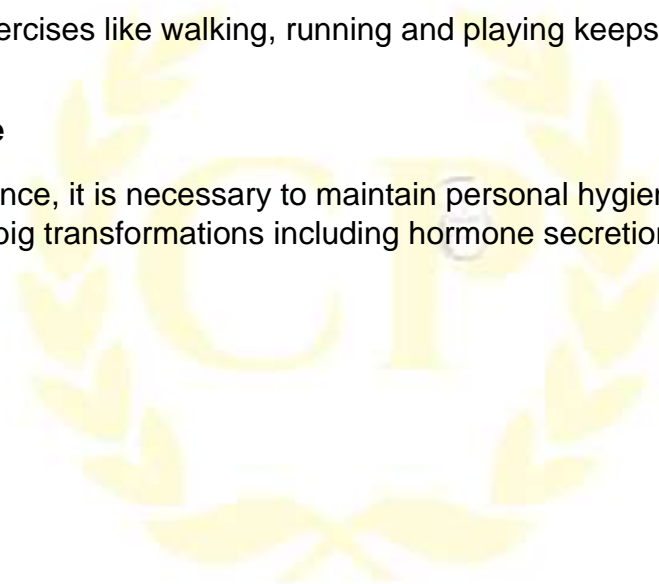 ercises like walking, running and playing keeps
e
nce, it is necessary to maintain personal hygien
big transformations including hormone secretion
CP